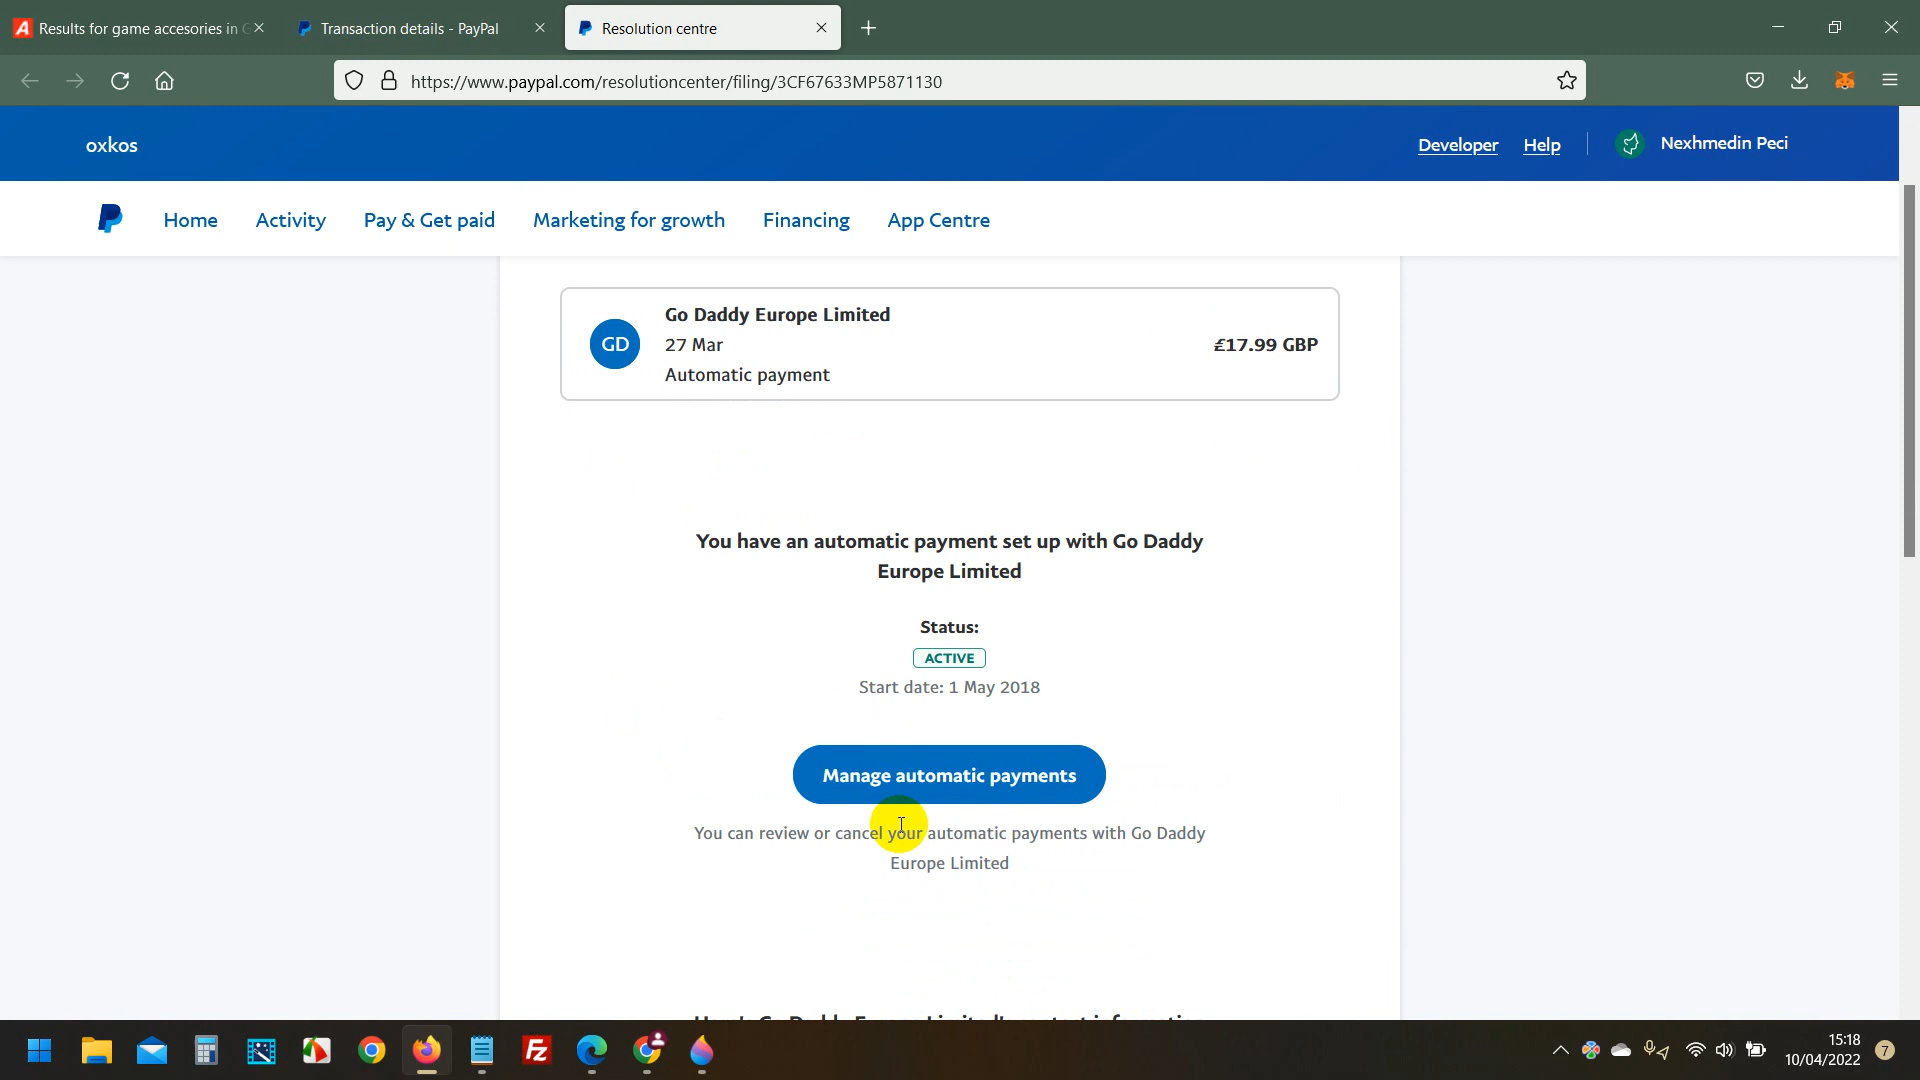 Results for game accesories in G
Transaction details - PayPal
Resolution centre
https://www.paypal.com/resolutioncenter/filing/3CF67633MP5871130
oxkos
Developer
Help
Nexhmedin Peci
Home
Activity
Pay & Get paid
Marketing for growth
Financing
App Centre
Go Daddy Europe Limited
GD
27 Mar
£17.99 GBP
Automatic payment
You have an automatic payment set up with Go Daddy
Europe Limited
Status:
ACTIVE
Start date: 1 May 2018
Manage automatic payments
You can review or cancel your automatic payments with Go Daddy
Europe Limited
15:18
10/04/2022
7